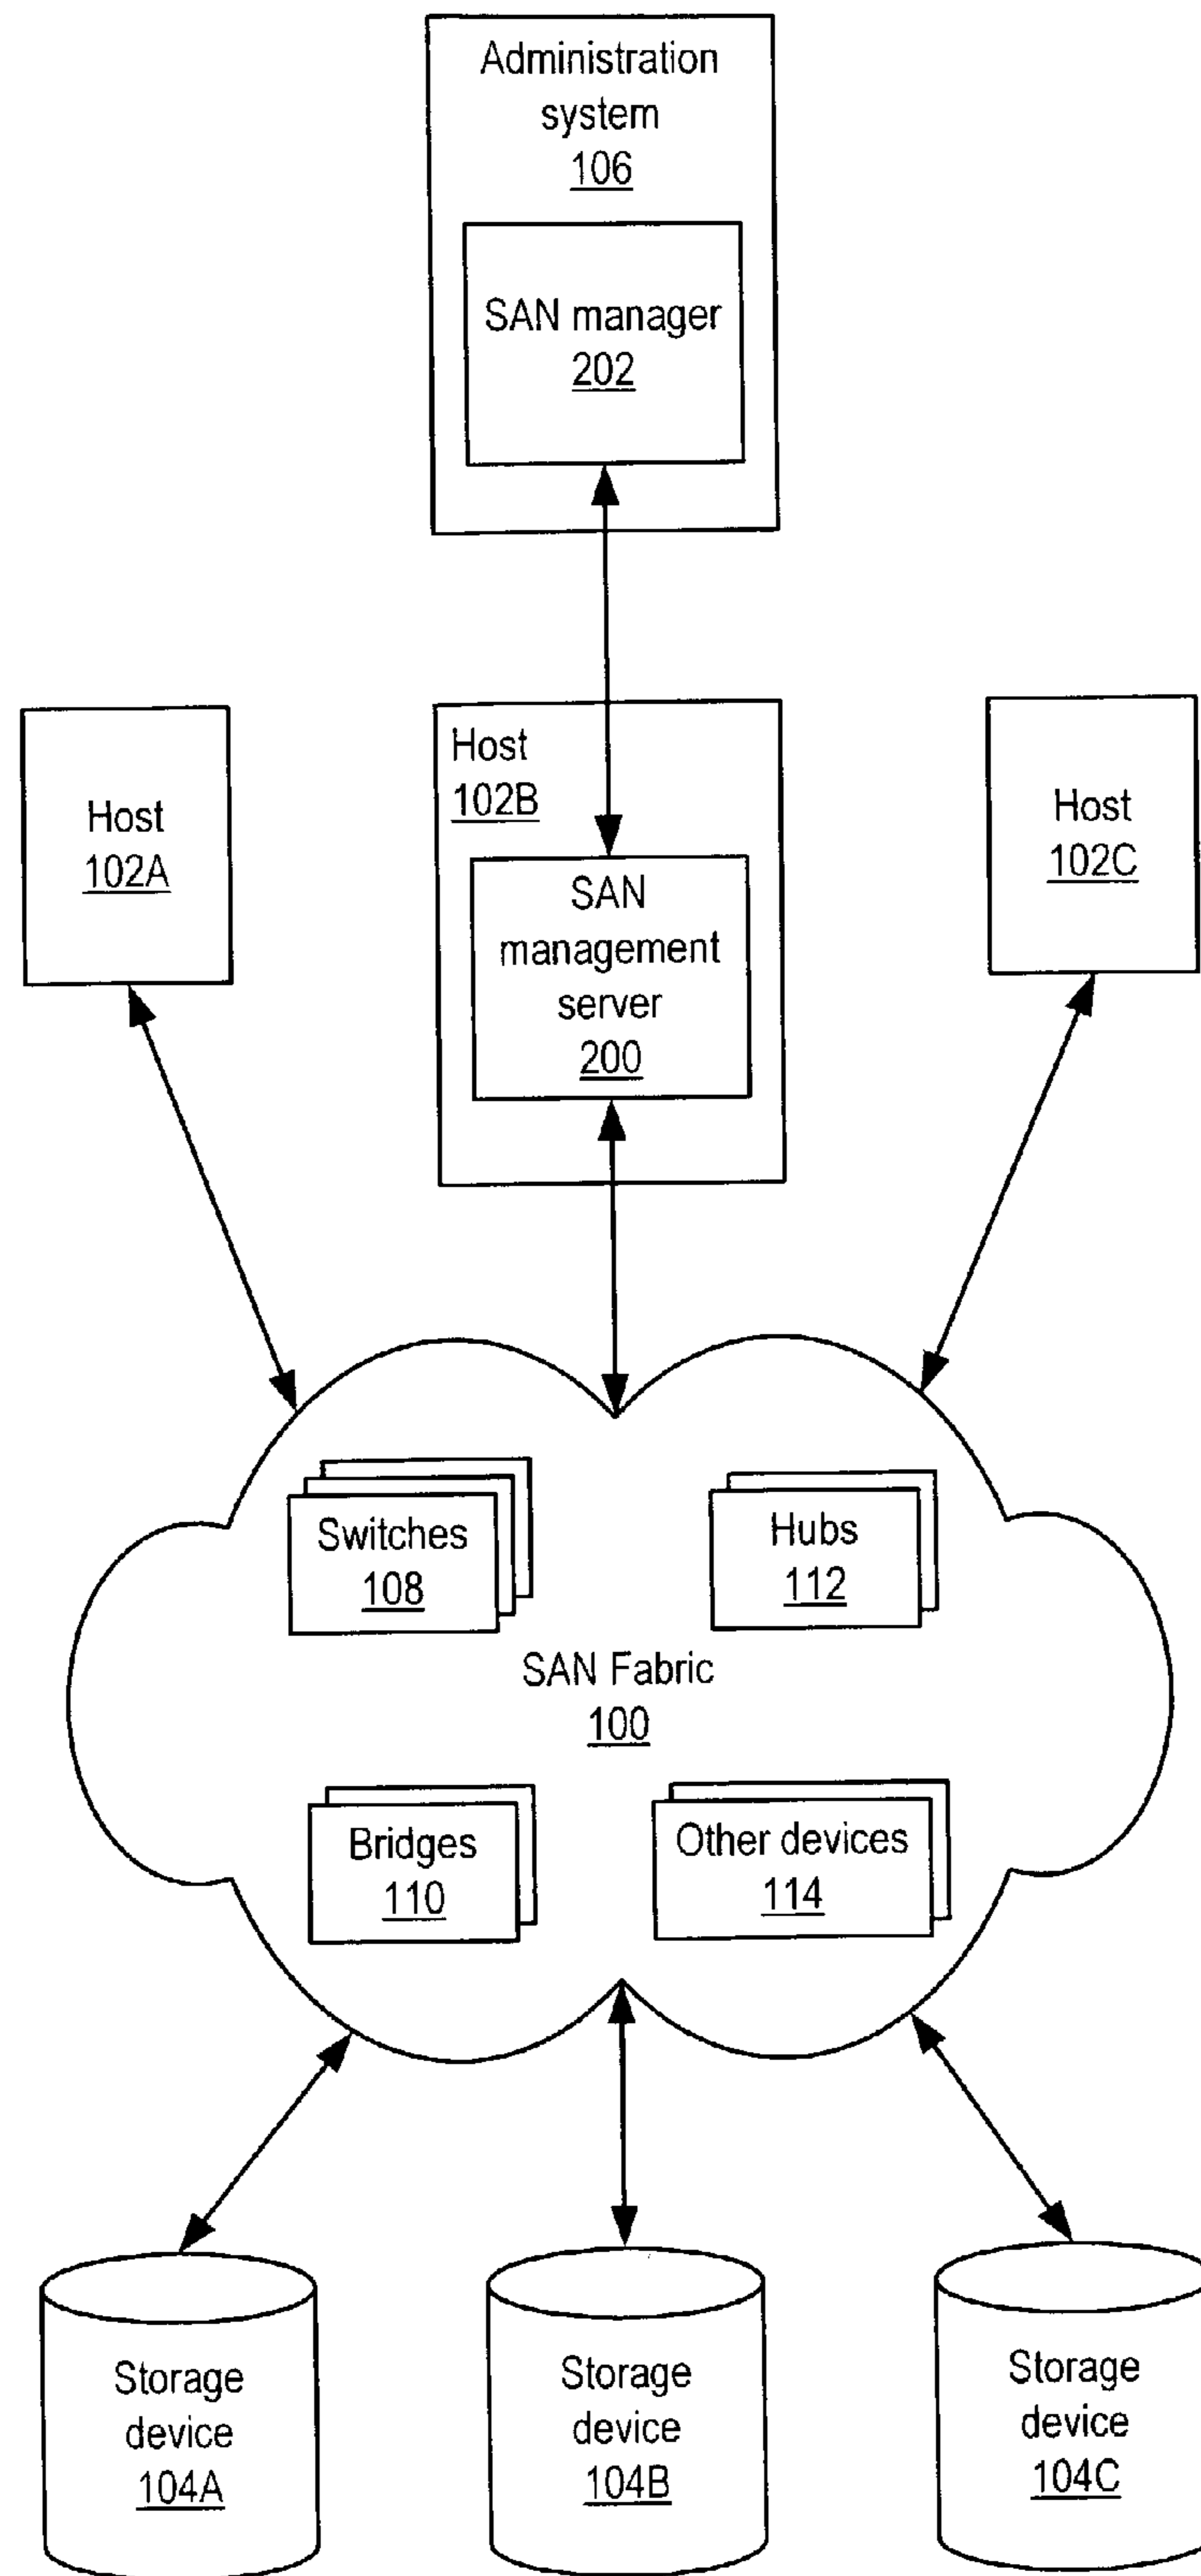 Administration
system
106
SAN manager
202
Host
102A
Host
102B
SAN
management
server
200
Host
102C
Switches
108
Hubs
112
SAN Fabric
100
Bridges
110
Other devices
114
Storage
device
104A
Storage
device
104B
Storage
device
104C